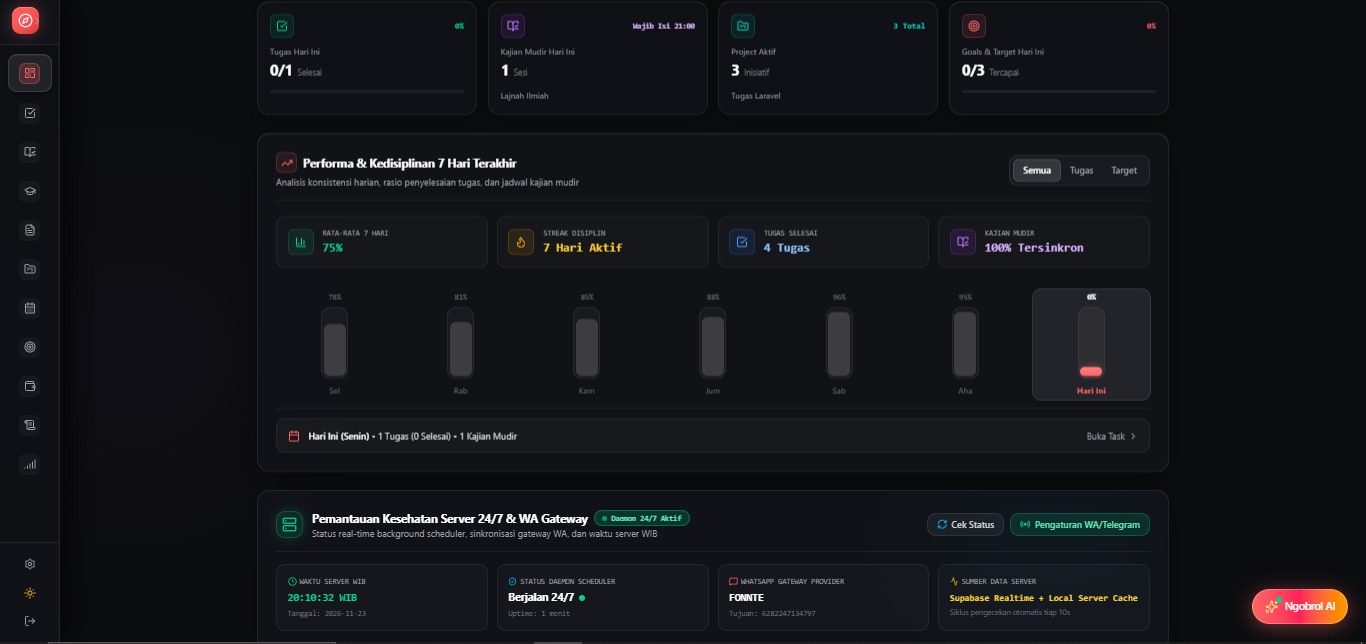 0%
Tugas Hari Ini
0/1 Selesai
Wajib Isi 21:00
Kajian Mudir Hari Ini
1 Sesi
Lajnah Ilmiah
3 Total
Project Aktif
3 Inisiatif
Tugas Laravel
0%
Goals & Target Hari Ini
0/3 Tercapai
Performa & Kedisiplinan 7 Hari Terakhir
Analisis konsistensi harian, rasio penyelesaian tugas, dan jadwal kajian mudir
Semua Tugas Target
RATA-RATA 7 HARI
75%
STREAK DISIPLIN
7 Hari Aktif
TUGAS SELESAI
4 Tugas
KAJIAN MUDIR
100% Tersinkron
78% 81% 85% 88% 96% 95% 0%
Sel Rab Kam Jum Sab Aha Hari Ini
Hari Ini (Senin) • 1 Tugas (0 Selesai) • 1 Kajian Mudir
Buka Task
Pemantauan Kesehatan Server 24/7 & WA Gateway
Daemon 24/7 Aktif
Status real-time background scheduler, sinkronisasi gateway WA, dan waktu server WIB
Cek Status
Pengaturan WA/Telegram
WAKTU SERVER WIB
20:10:32 WIB
Tanggal: 2026-11-23
STATUS DAEMON SCHEDULER
Berjalan 24/7
Uptime: 1 menit
WHATSAPP GATEWAY PROVIDER
FONNTE
Tujuan: 6282247134797
SUMBER DATA SERVER
Supabase Realtime + Local Server Cache
Siklus pengecekan otomatis tiap 10s
Ngobrol AI